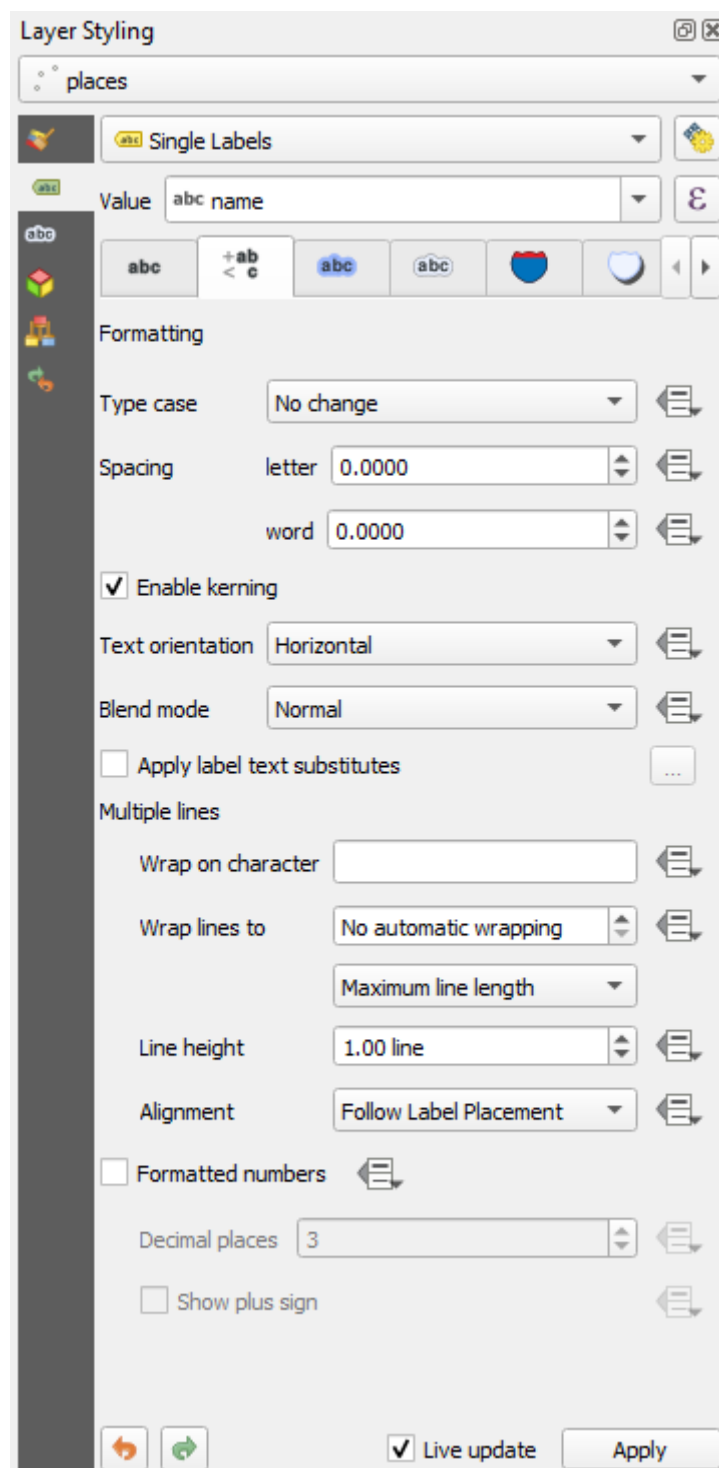 Layer Styling
places
abc Single Labels
Value abc name ε
abc +ab < c abc abc
Formatting
Type case No change
Spacing letter 0.0000
word 0.0000
Enable kerning
Text orientation Horizontal
Blend mode Normal
Apply label text substitutes ...
Multiple lines
Wrap on character
Wrap lines to No automatic wrapping
Maximum line length
Line height 1.00 line
Alignment Follow Label Placement
Formatted numbers
Decimal places 3
Show plus sign
Live update Apply